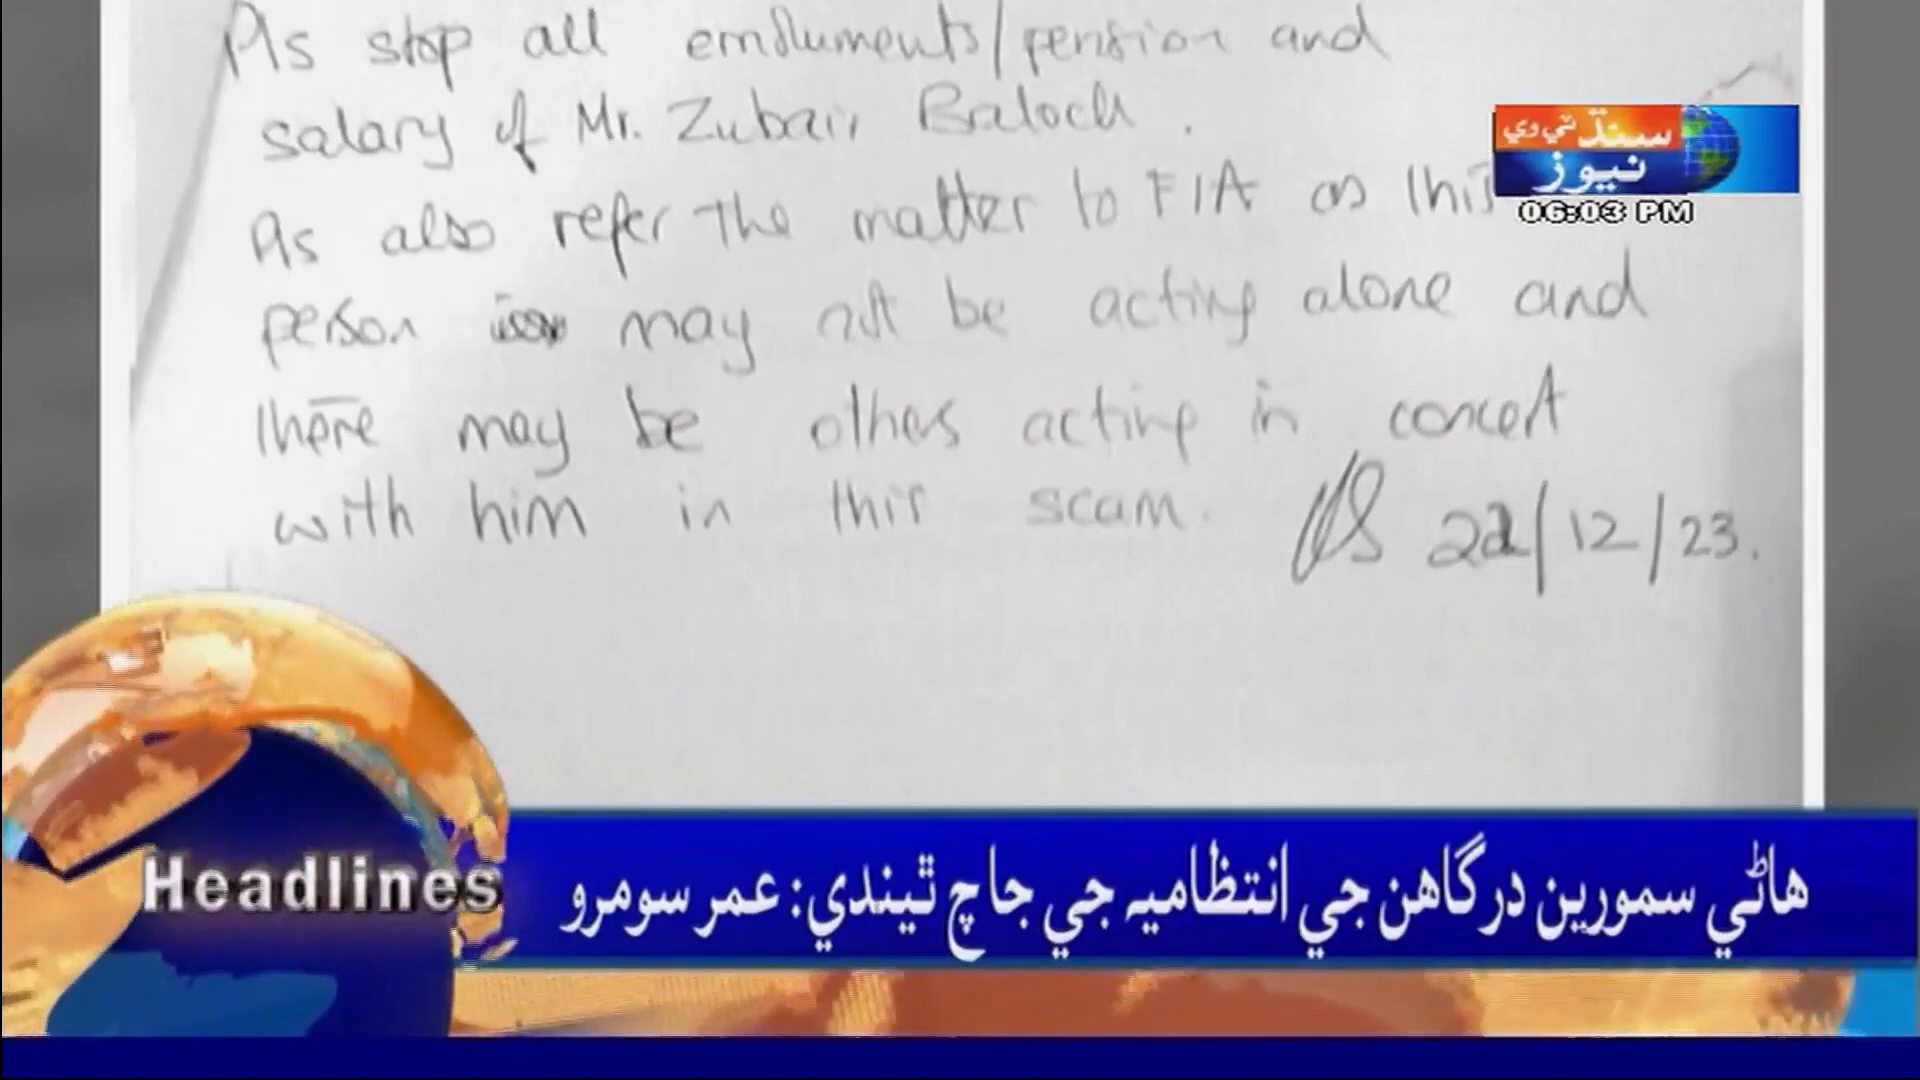 Pls stop all emoluments/pension and
salary of Mr. Zubair Baloch.
Pls also refer the matter to FIA as this
person may not be acting alone and
there may be others acting in concert
with him in this scam. 22/12/23.
سنڌ ٽي وي
نيوز
06:03 PM
Headlines
هاڻي سمورين درگاهن جي انتظاميہ جي جاچ ٿيندي: عمر سومرو